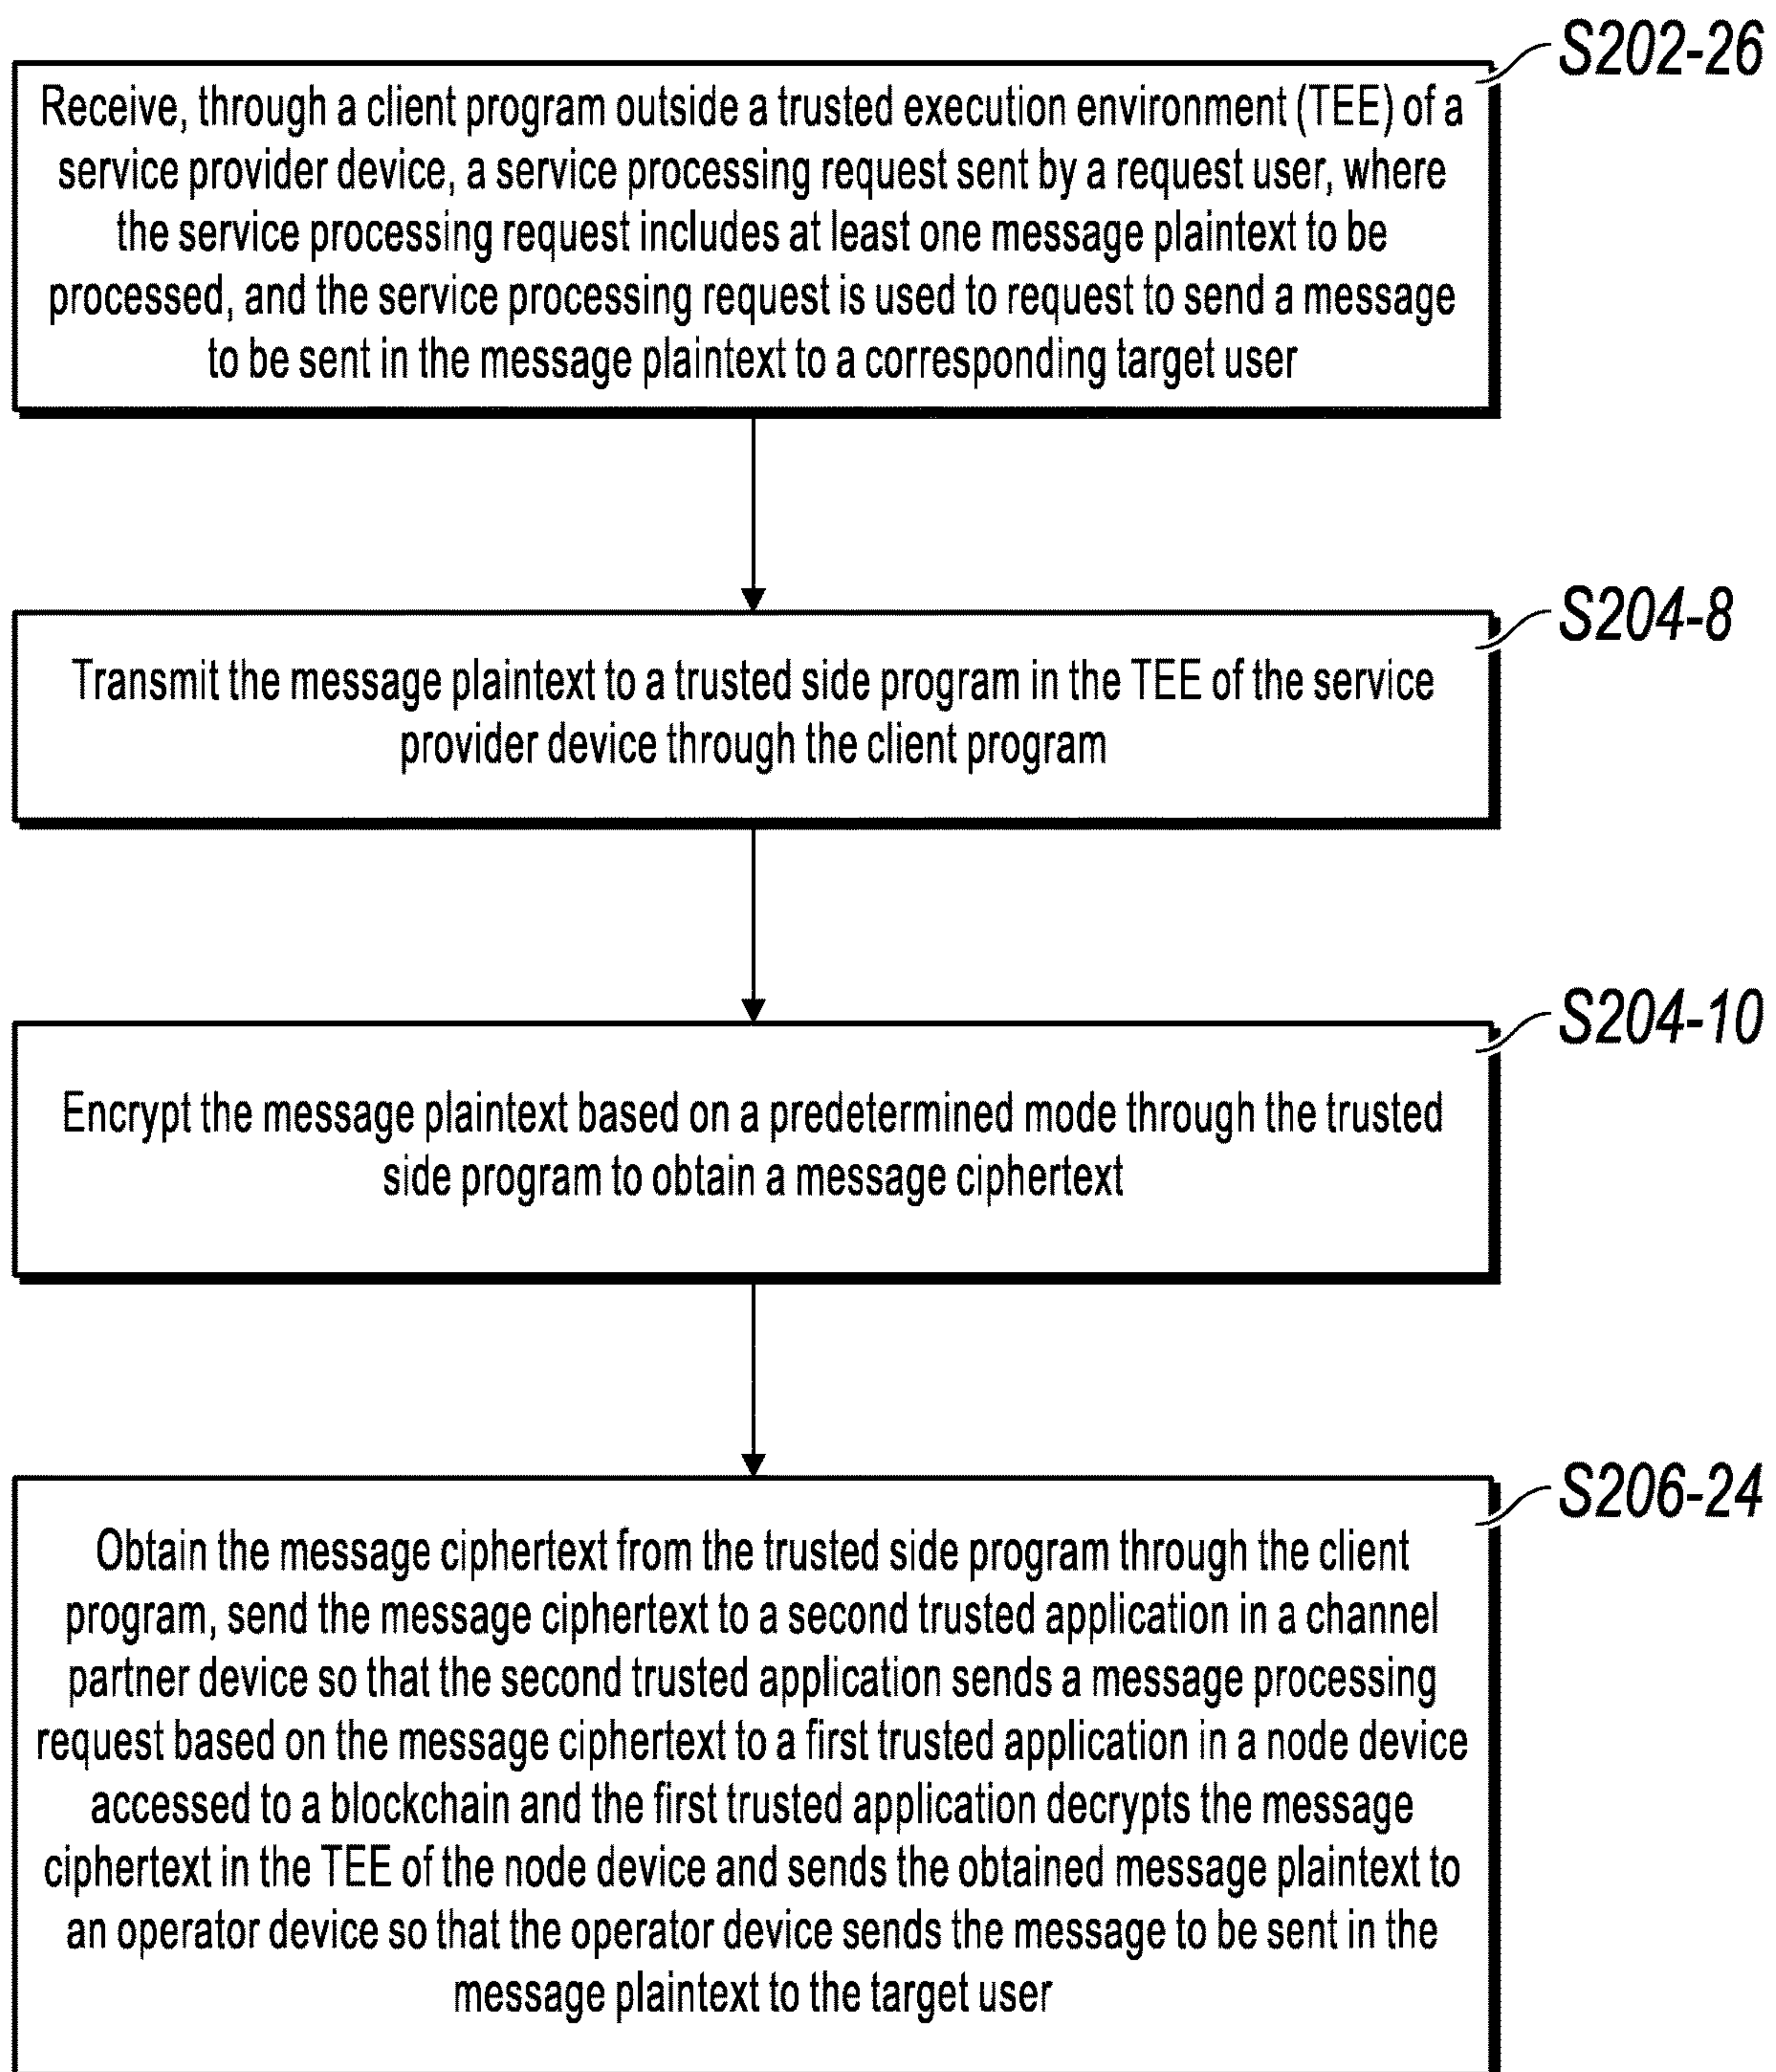 S202-26
Receive, through a client program outside a trusted execution environment (TEE) of a
service provider device, a service processing request sent by a request user, where
the service processing request includes at least one message plaintext to be
processed, and the service processing request is used to request to send a message
to be sent in the message plaintext to a corresponding target user
S204-8
Transmit the message plaintext to a trusted side program in the TEE of the service
provider device through the client program
S204-10
Encrypt the message plaintext based on a predetermined mode through the trusted
side program to obtain a message ciphertext
S206-24
Obtain the message ciphertext from the trusted side program through the client
program, send the message ciphertext to a second trusted application in a channel
partner device so that the second trusted application sends a message processing
request based on the message ciphertext to a first trusted application in a node device
accessed to a blockchain and the first trusted application decrypts the message
ciphertext in the TEE of the node device and sends the obtained message plaintext to
an operator device so that the operator device sends the message to be sent in the
message plaintext to the target user